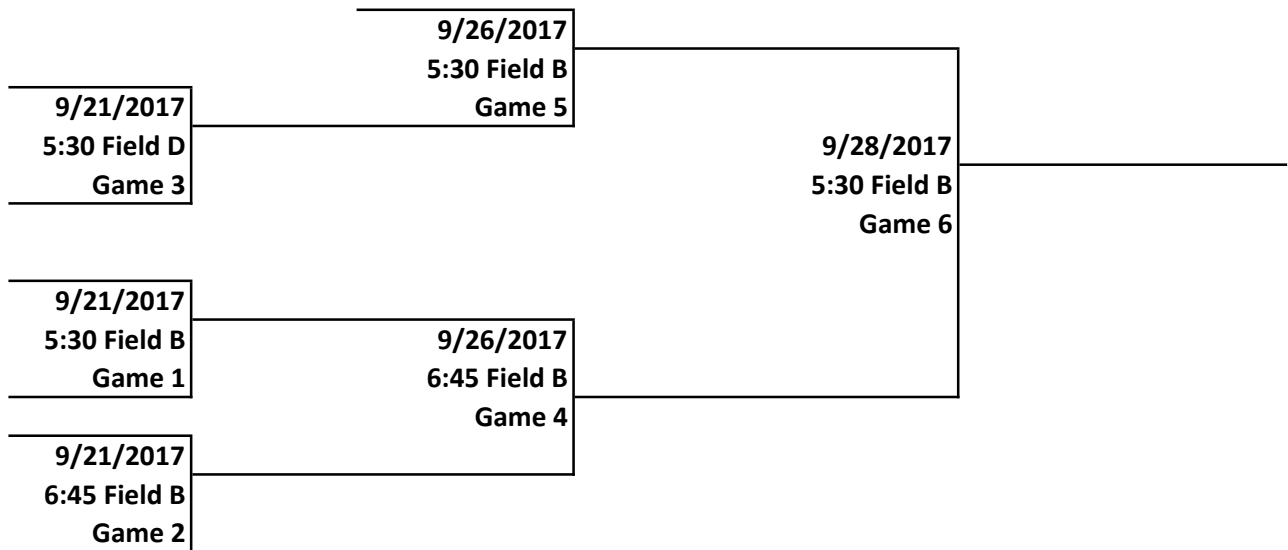 9/26/2017
5:30 Field B
Game 5
9/21/2017
5:30 Field D
Game 3
9/28/2017
5:30 Field B
Game 6
9/21/2017
5:30 Field B
Game 1
9/26/2017
6:45 Field B
Game 4
9/21/2017
6:45 Field B
Game 2